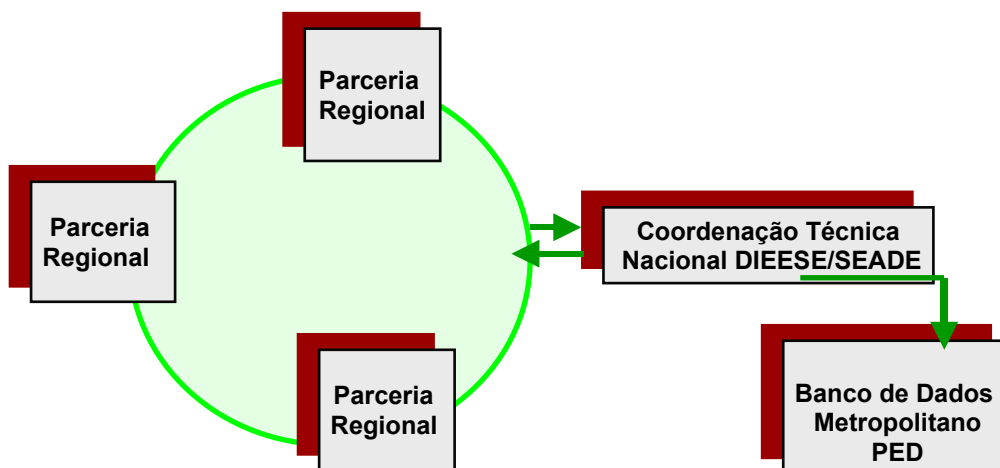 Parceria
Regional
Parceria
Regional
Coordenação Técnica
Nacional DIEESE/SEADE
Parceria
Regional
Banco de Dados
Metropolitano
PED